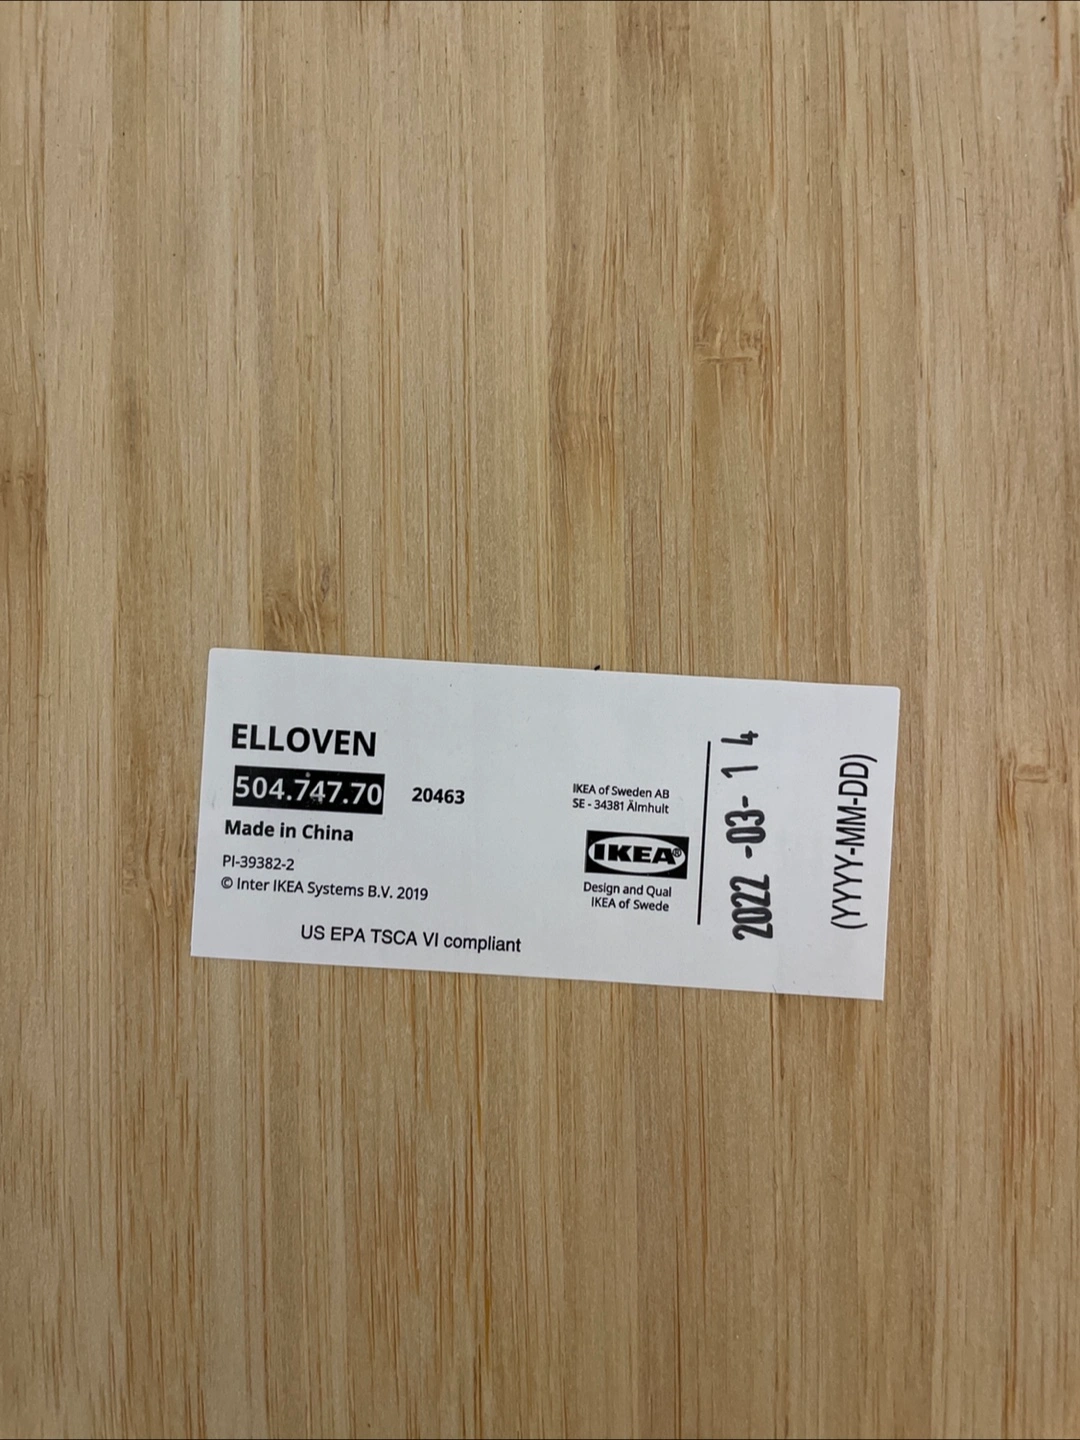 ELLOVEN
504.747.70 20463
Made in China
PI-39382-2
© Inter IKEA Systems B.V. 2019
US EPA TSCA VI compliant
IKEA of Sweden AB
SE - 34381 Älmhult
IKEA®
Design and Qual
IKEA of Swede
2022 -03- 1 4
(YYYY-MM-DD)